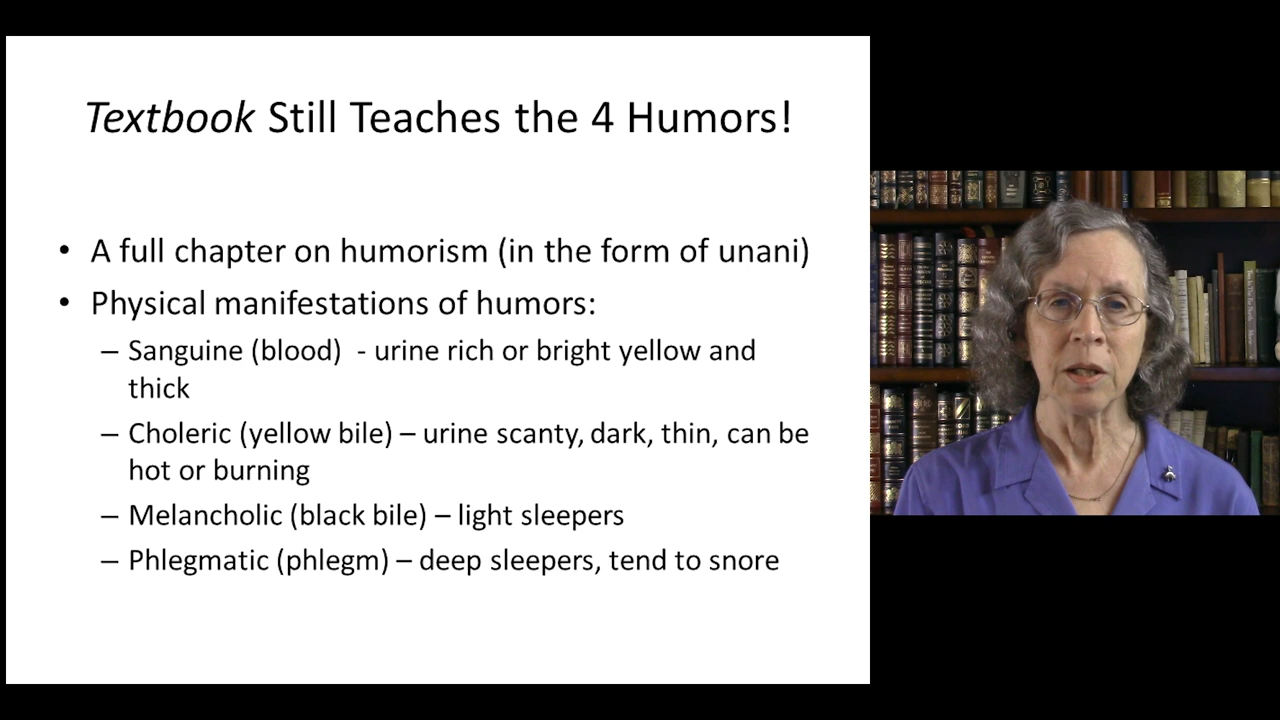 Textbook Still Teaches the 4 Humors!
• A full chapter on humorism (in the form of unani)
• Physical manifestations of humors:
– Sanguine (blood)  - urine rich or bright yellow and
thick
– Choleric (yellow bile) – urine scanty, dark, thin, can be
hot or burning
– Melancholic (black bile) – light sleepers
– Phlegmatic (phlegm) – deep sleepers, tend to snore